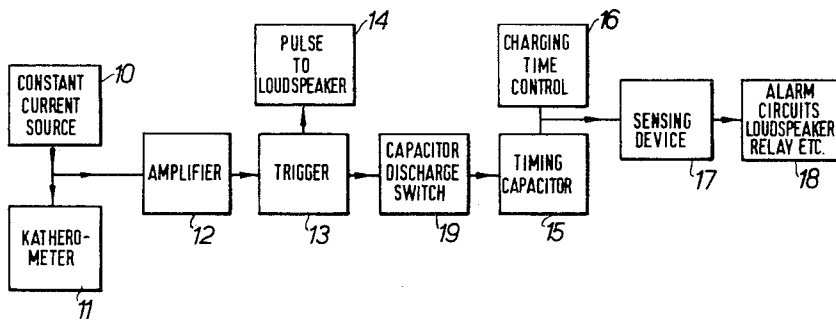 10
CONSTANT
CURRENT
SOURCE
KATHERO-
METER
11
AMPLIFIER
12
14
PULSE
TO
LOUDSPEAKER
TRIGGER
13
CAPACITOR
DISCHARGE
SWITCH
19
16
CHARGING
TIME
CONTROL
TIMING
CAPACITOR
15
SENSING
DEVICE
17
ALARM
CIRCUITS
LOUDSPEAKER
RELAY ETC.
18